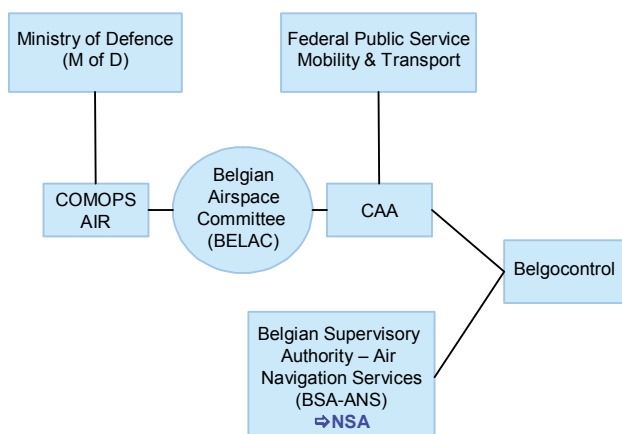 Ministry of Defence
(M of D)
Federal Public Service
Mobility & Transport
COMOPS
AIR
Belgian
Airspace
Committee
(BELAC)
CAA
Belgocontrol
Belgian Supervisory
Authority – Air
Navigation Services
(BSA-ANS)
⇨NSA